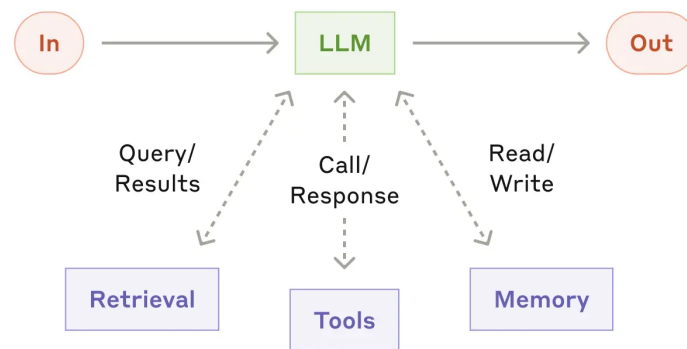 In
LLM
Out
Query/
Results
Call/
Response
Read/
Write
Retrieval
Tools
Memory